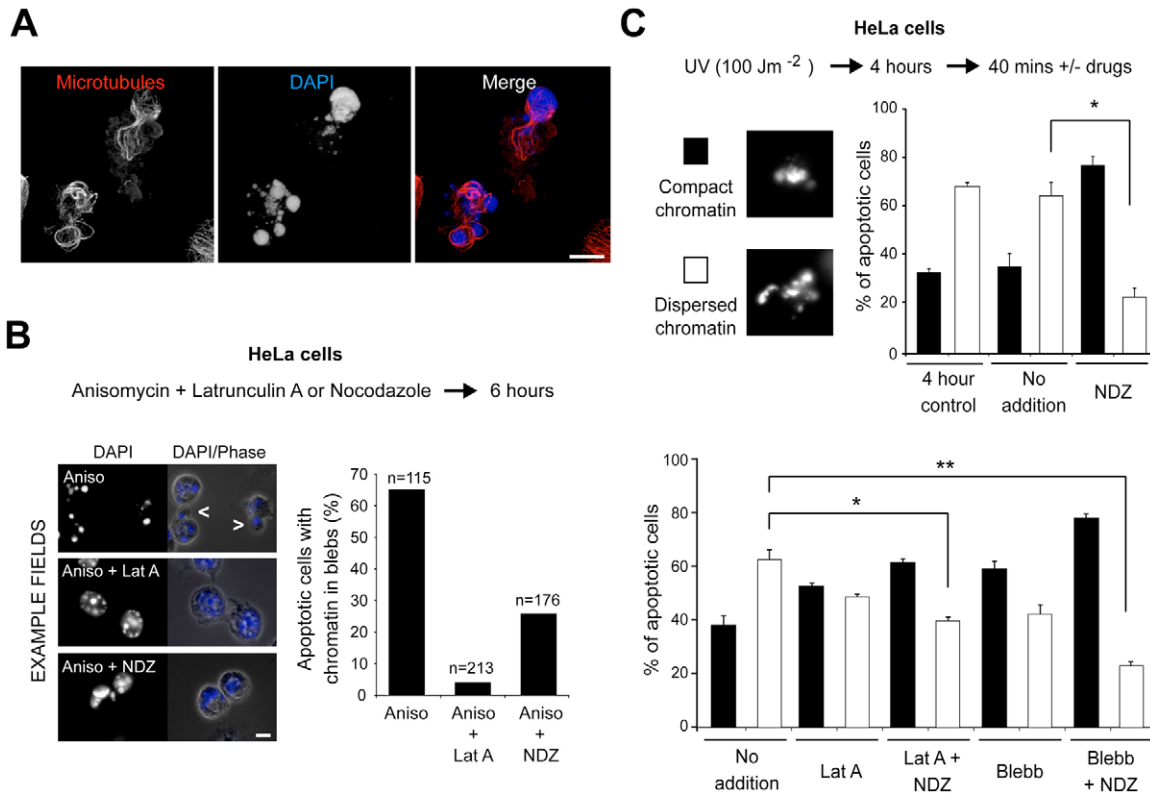 A
Microtubules
DAPI
Merge
B
HeLa cells
Anisomycin + Latrunculin A or Nocodazole → 6 hours
EXAMPLE FIELDS
DAPI
DAPI/Phase
Aniso
<
>
Aniso + Lat A
Aniso + NDZ
Apoptotic cells with
chromatin in blebs (%)
70
60
50
40
30
20
10
0
n=115
n=213
n=176
Aniso
Aniso
+
Lat A
Aniso
+
NDZ
C
HeLa cells
UV (100 Jm -2 ) → 4 hours → 40 mins +/- drugs
Compact
chromatin
Dispersed
chromatin
% of apoptotic cells
100
80
60
40
20
0
*
4 hour
control
No
addition
NDZ
% of apoptotic cells
100
80
60
40
20
0
**
*
No
addition
Lat A
Lat A +
NDZ
Blebb
Blebb
+ NDZ